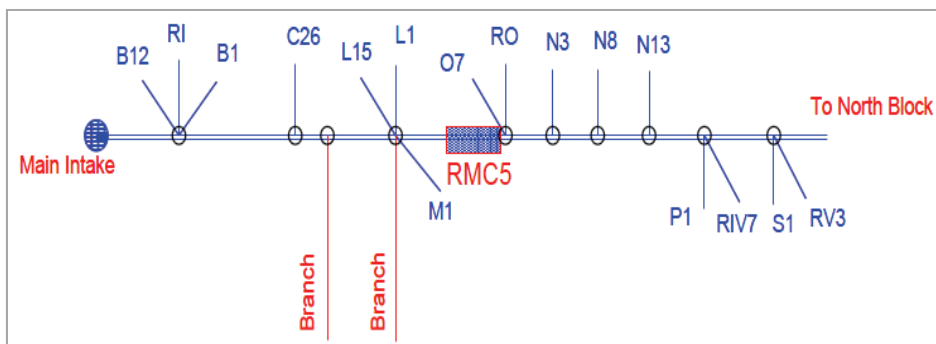 B12
RI
B1
C26
L15
L1
O7
RO
N3
N8
N13
To North Block
Main Intake
RMC5
M1
P1
RIV7
S1
RV3
Branch
Branch